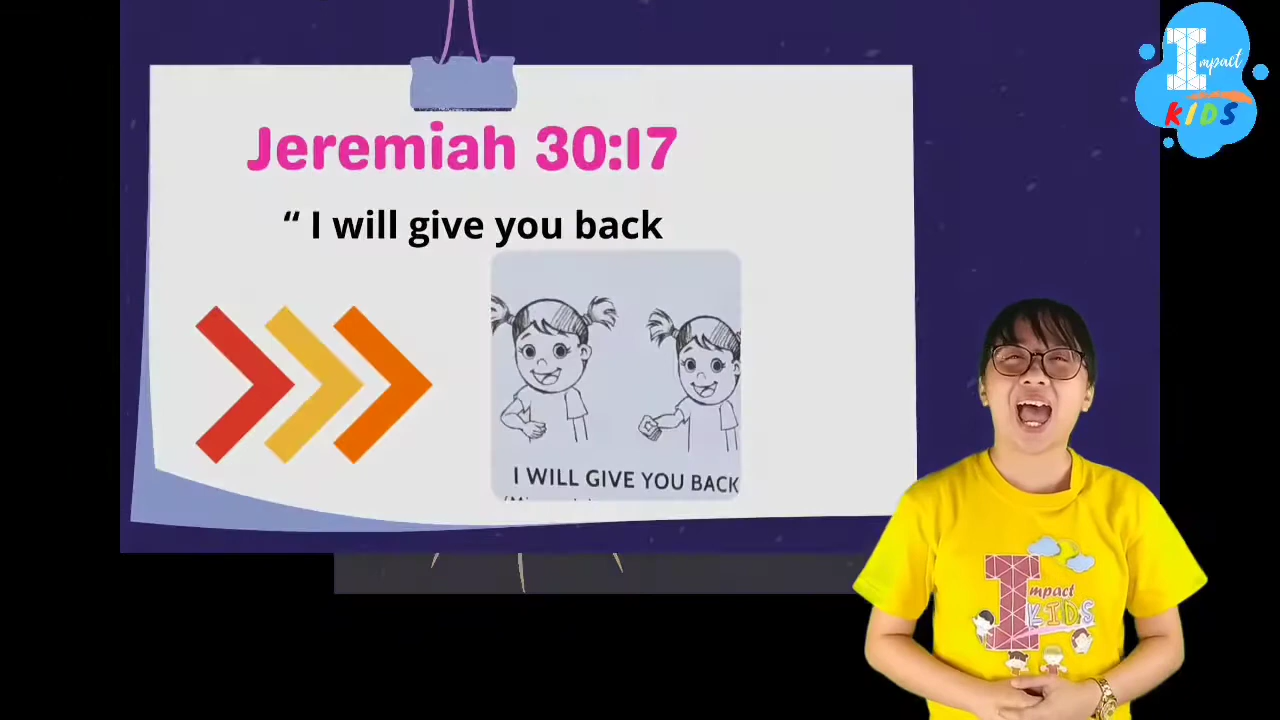 Jeremiah 30:17
“ I will give you back
I WILL GIVE YOU BACK
Impact
KIDS
Impact
KIDS